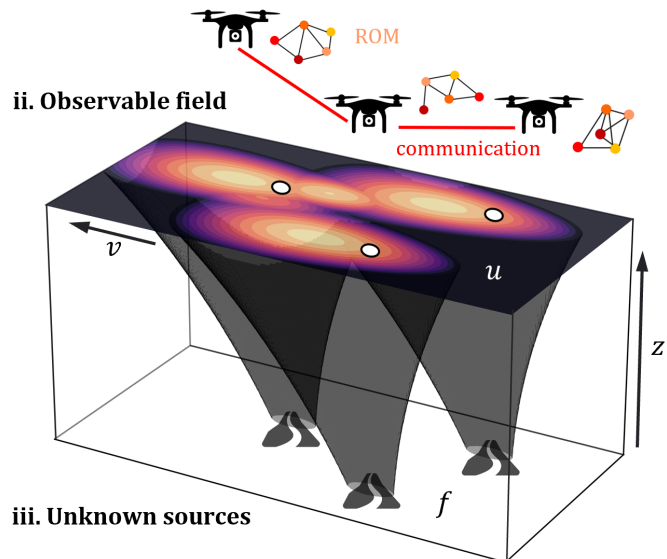 ROM
ii. Observable field
communication
v
u
z
f
iii. Unknown sources